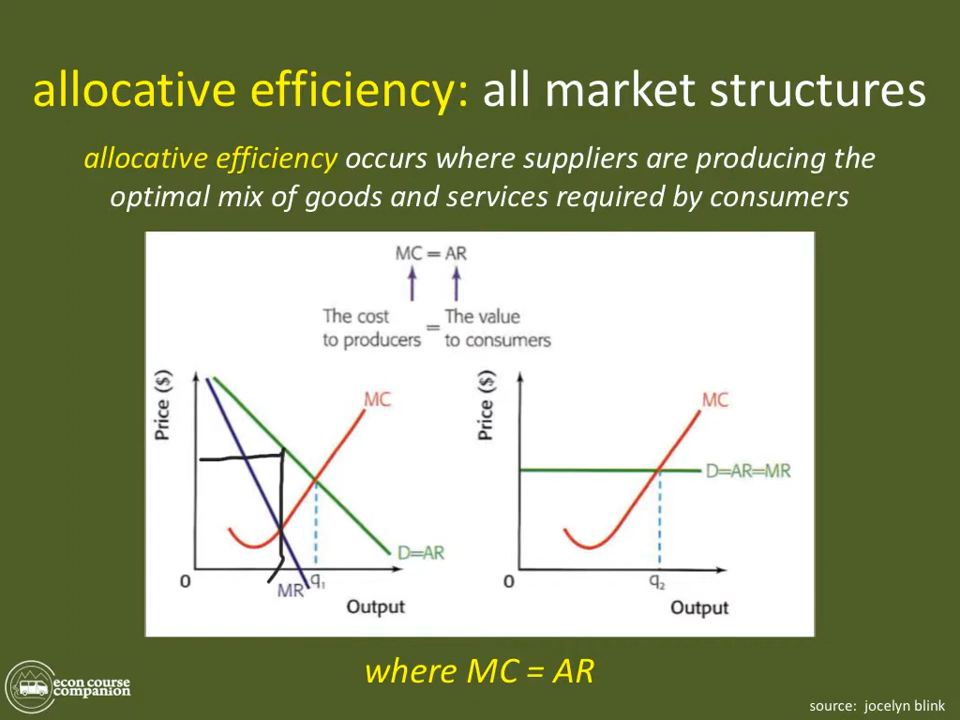 allocative efficiency: all market structures
allocative efficiency occurs where suppliers are producing the
optimal mix of goods and services required by consumers
MC = AR
The cost
to producers
=
The value
to consumers
Price ($)
MC
D=AR
0
MR
q₁
Output
Price ($)
MC
D=AR=MR
0
q₂
Output
where MC = AR
econ course
companion
source: jocelyn blink